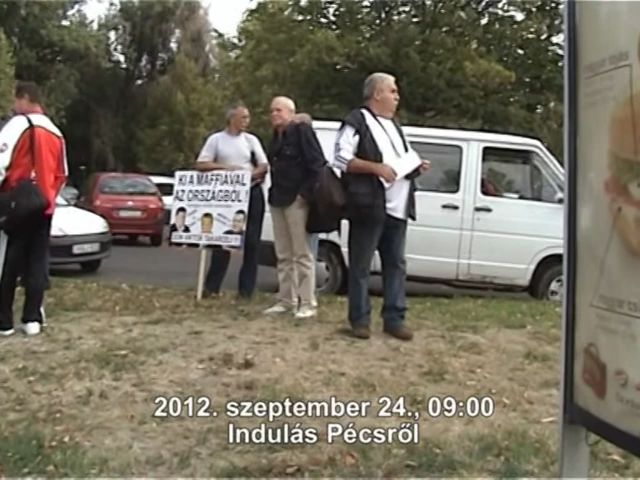 KI A MAFFIÁVAL
AZ ORSZÁGBÓL !
2012. szeptember 24., 09:00
Indulás Pécsről